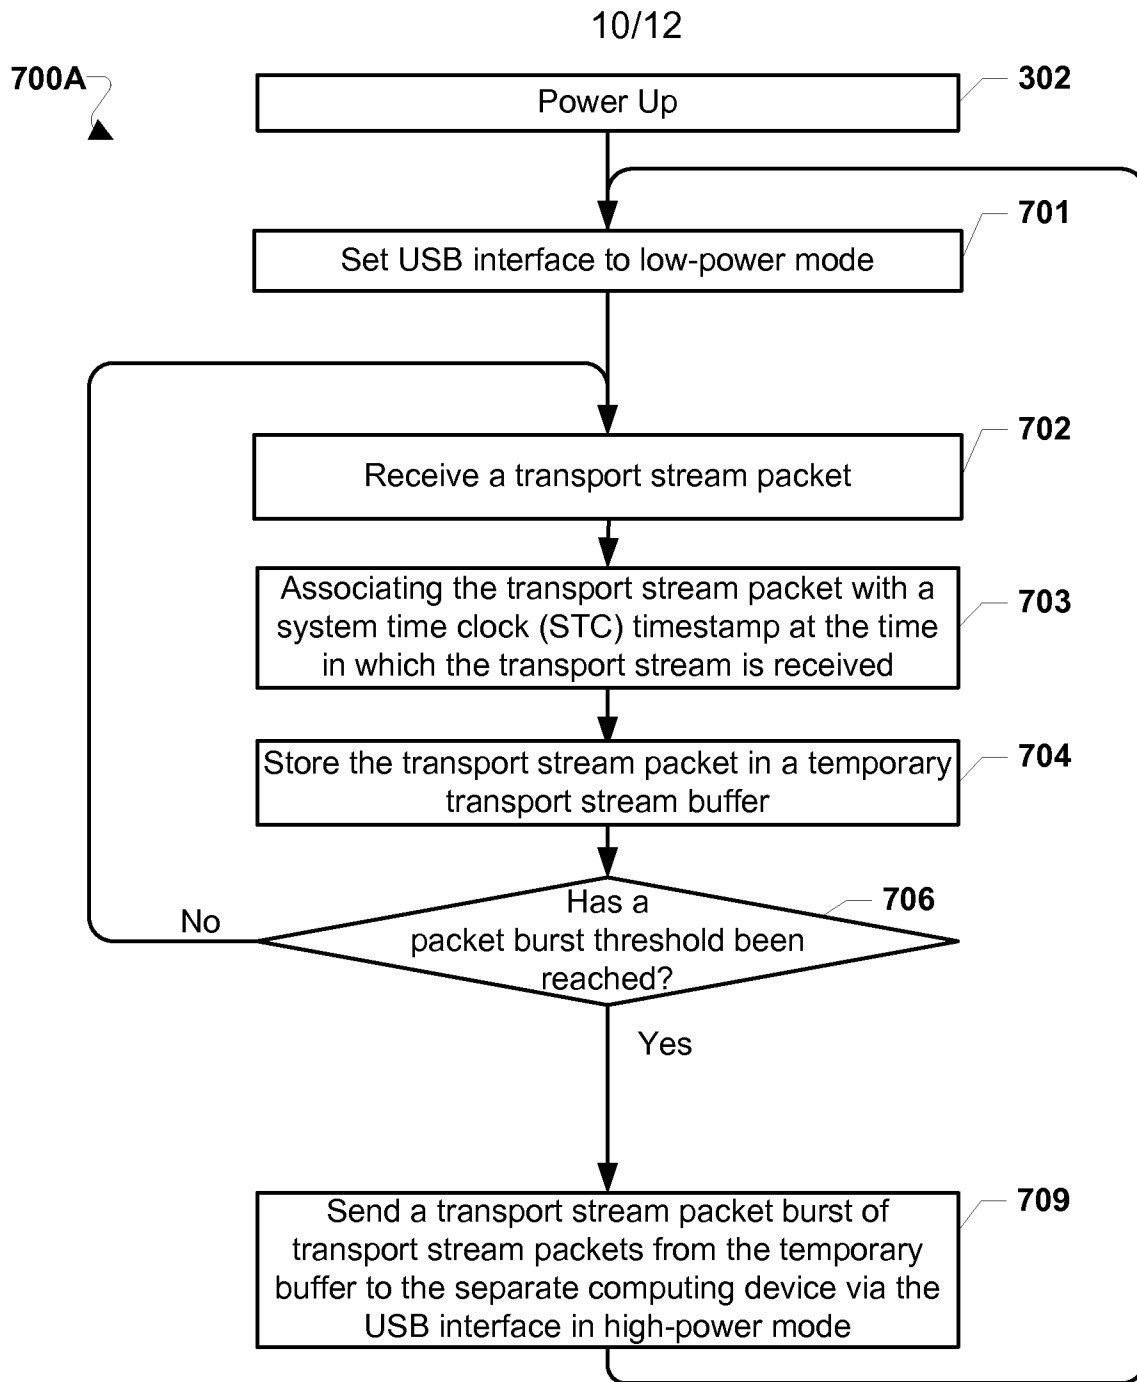 10/12
700A
Power Up
302
Set USB interface to low-power mode
701
Receive a transport stream packet
702
Associating the transport stream packet with a
system time clock (STC) timestamp at the time
in which the transport stream is received
703
Store the transport stream packet in a temporary
transport stream buffer
704
Has a
packet burst threshold been
reached?
706
No
Yes
Send a transport stream packet burst of
transport stream packets from the temporary
buffer to the separate computing device via the
USB interface in high-power mode
709